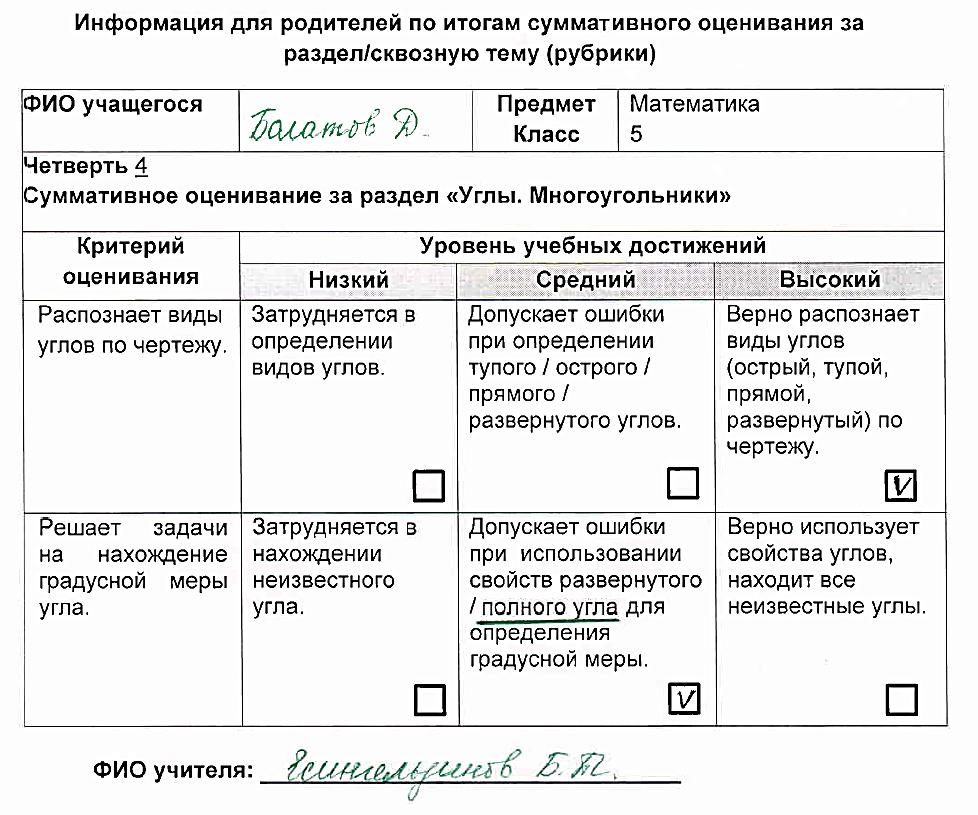 Информация для родителей по итогам суммативного оценивания за
раздел/сквозную тему (рубрики)
ФИО учащегося
Болатов Д.
Предмет
Класс
Математика
5
Четверть 4
Суммативное оценивание за раздел «Углы. Многоугольники»
Критерий
оценивания
Уровень учебных достижений
Низкий
Средний
Высокий
Распознает виды
углов по чертежу.
Затрудняется в
определении
видов углов.
Допускает ошибки
при определении
тупого / острого /
прямого /
развернутого углов.
Верно распознает
виды углов
(острый, тупой,
прямой,
развернутый) по
чертежу.
Решает задачи
на нахождение
градусной меры
угла.
Затрудняется в
нахождении
неизвестного
угла.
Допускает ошибки
при использовании
свойств развернутого
/ полного угла для
определения
градусной меры.
Верно использует
свойства углов,
находит все
неизвестные углы.
ФИО учителя: Есингельдинов Б.Т.